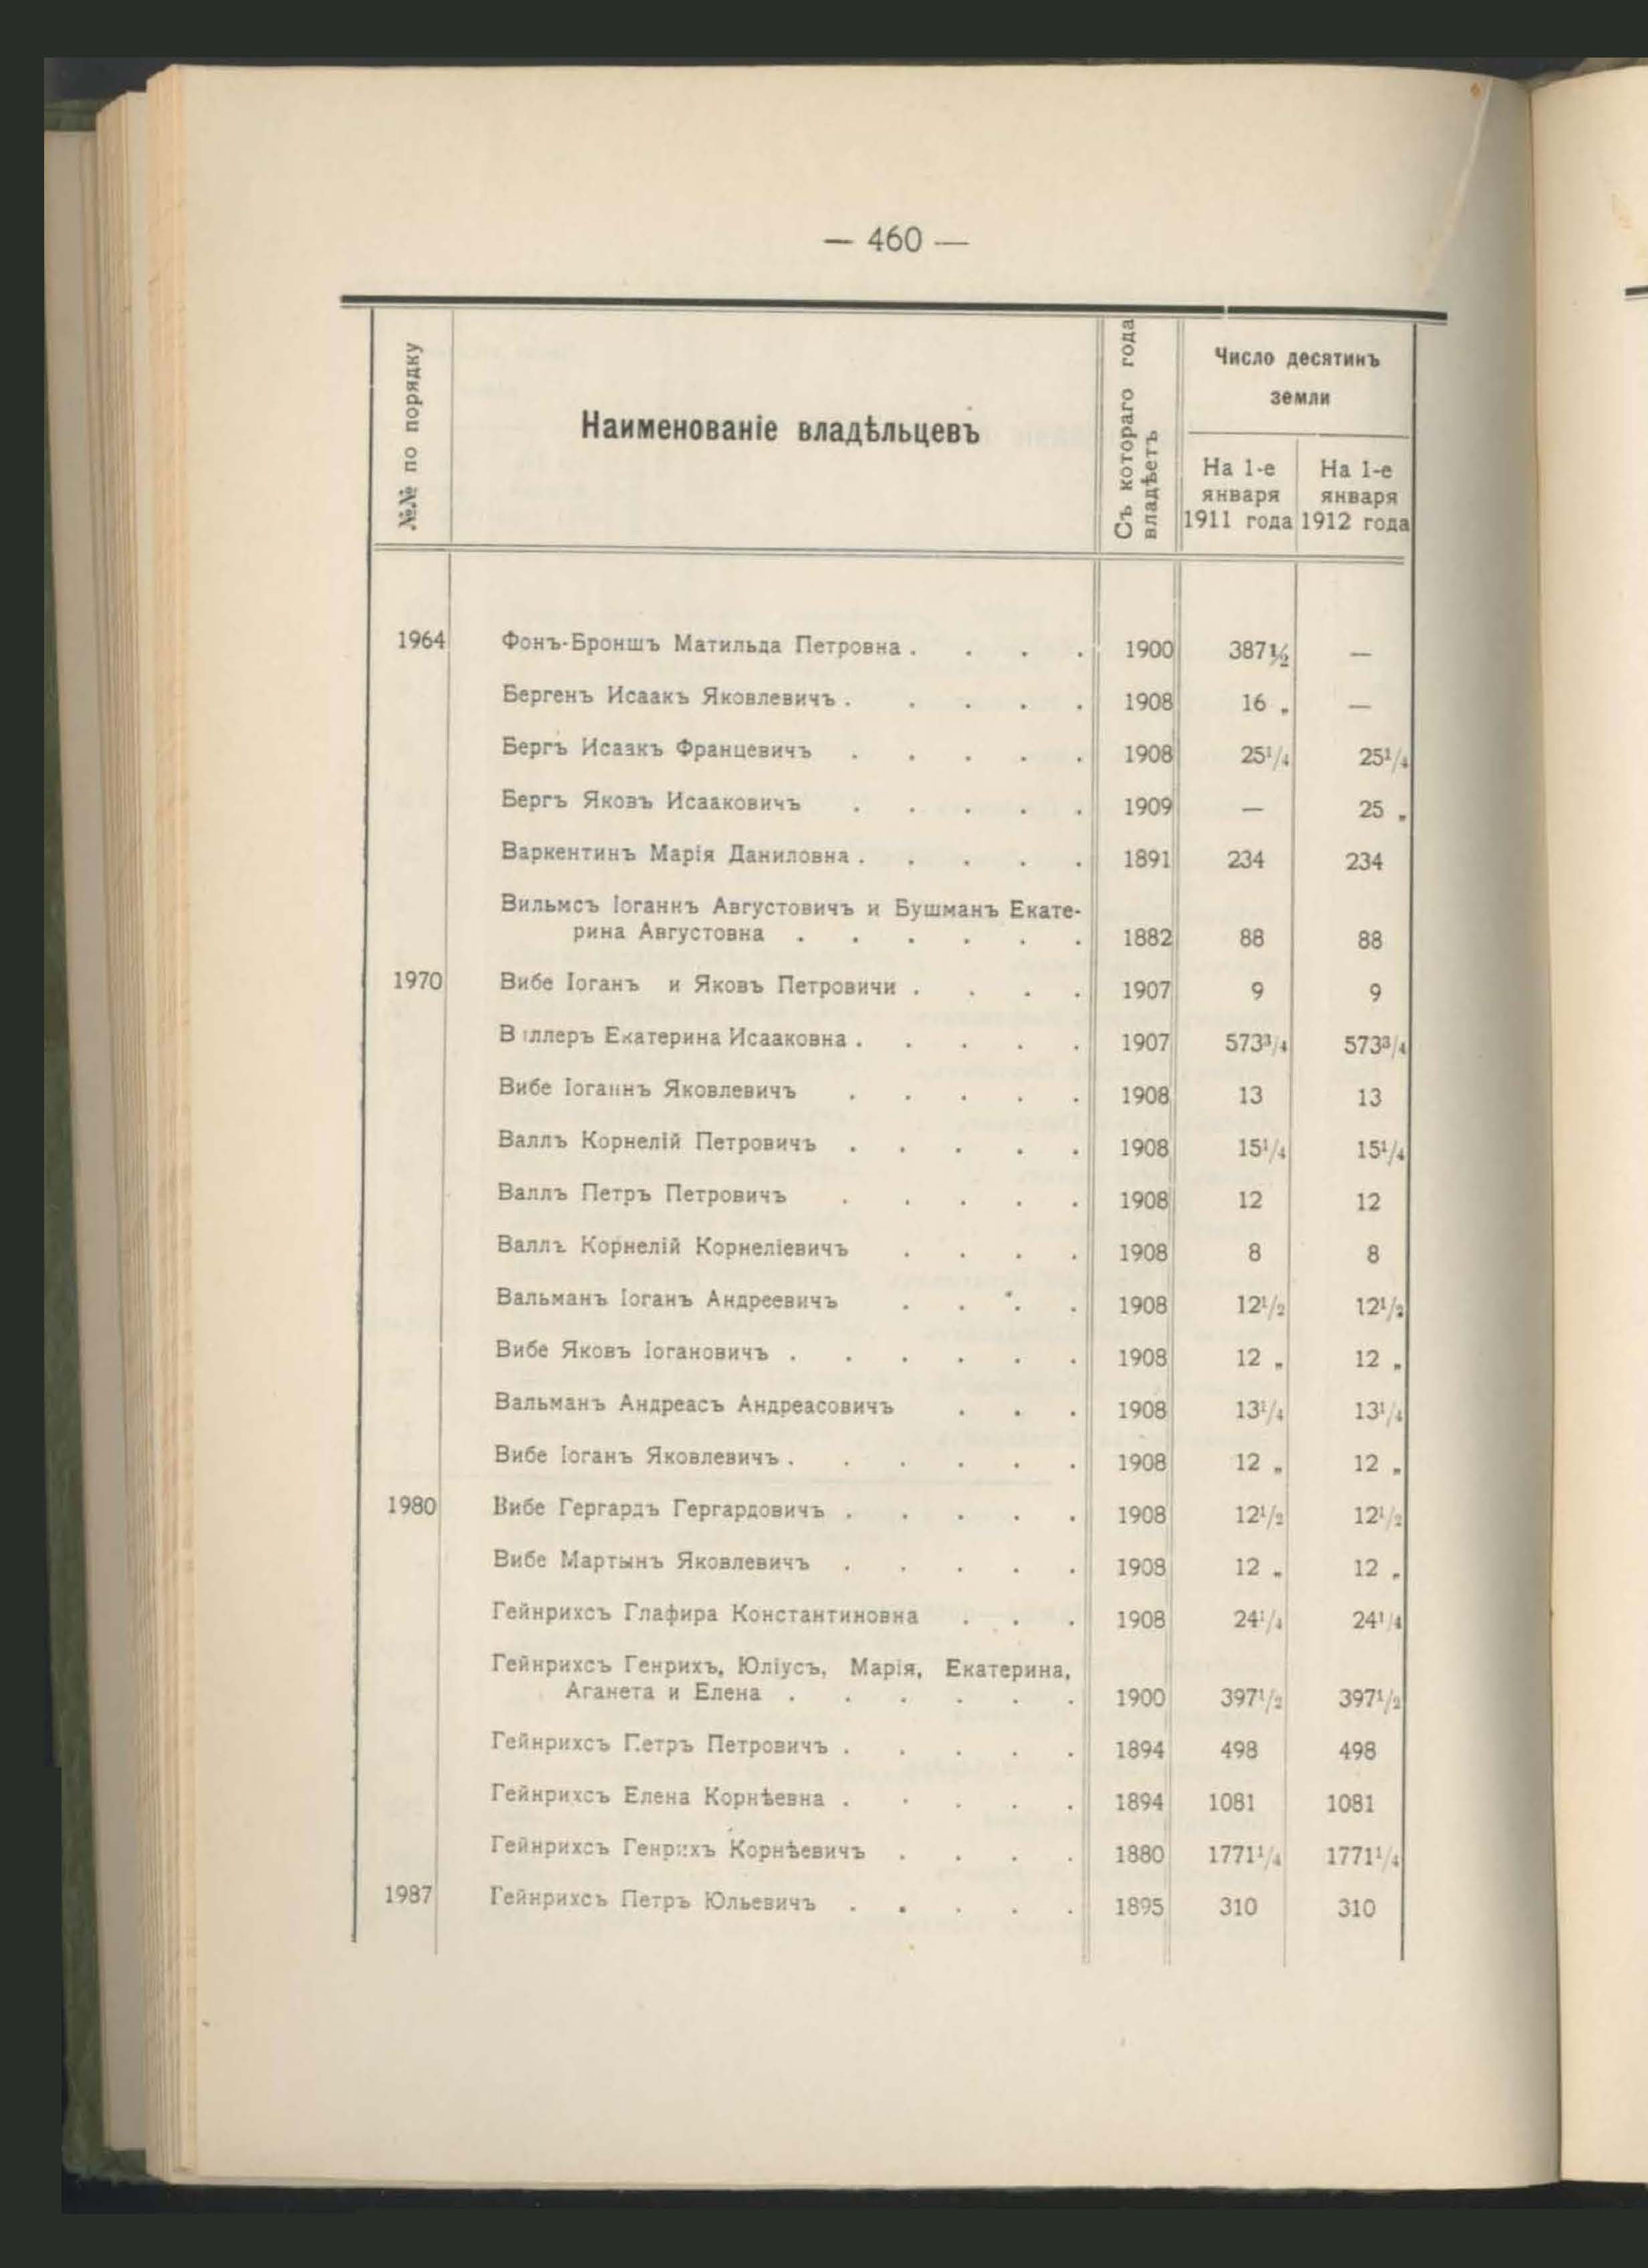 — 460 —
№№ по порядку
Наименованіе владѣльцевъ
Съ котораго года
владѣетъ
Число десятинъ
земли
На 1-е
января
1911 года
На 1-е
января
1912 года
1964 Фонъ-Броншъ Матильда Петровна . . . . 1900 387½ —
Бергенъ Исаакъ Яковлевичъ . . . . . 1908 16 „ —
Бергъ Исаакъ Францевичъ . . . . . 1908 25¹/₄ 25¹/₄
Бергъ Яковъ Исааковичъ . . . . . 1909 — 25 „
Варкентинъ Марія Даниловна . . . . . 1891 234 234
Вильмсъ Іоганнъ Августовичъ и Бушманъ Екате-
рина Августовна . . . . . . 1882 88 88
1970 Вибе Іоганъ и Яковъ Петровичи . . . . 1907 9 9
Виллеръ Екатерина Исааковна . . . . . 1907 573³/₄ 573³/₄
Вибе Іоганнъ Яковлевичъ . . . . . 1908 13 13
Валлъ Корнелій Петровичъ . . . . . 1908 15¹/₄ 15¹/₄
Валлъ Петръ Петровичъ . . . . . 1908 12 12
Валлъ Корнелій Корнеліевичъ . . . . 1908 8 8
Вальманъ Іоганъ Андреевичъ . . . . 1908 12¹/₂ 12¹/₂
Вибе Яковъ Іогановичъ . . . . . . 1908 12 „ 12 „
Вальманъ Андреасъ Андреасовичъ . . . 1908 13¹/₄ 13¹/₄
Вибе Іоганъ Яковлевичъ . . . . . . 1908 12 „ 12 „
1980 Вибе Гергардъ Гергардовичъ . . . . . 1908 12¹/₂ 12¹/₂
Вибе Мартынъ Яковлевичъ . . . . . 1908 12 „ 12 „
Гейнрихсъ Глафира Константиновна . . . 1908 24¹/₄ 24¹/₄
Гейнрихсъ Генрихъ, Юліусъ, Марія, Екатерина,
Аганета и Елена . . . . . . 1900 397¹/₂ 397¹/₂
Гейнрихсъ Петръ Петровичъ . . . . . 1894 498 498
Гейнрихсъ Елена Корнѣевна . . . . . 1894 1081 1081
Гейнрихсъ Генрихъ Корнѣевичъ . . . . 1880 1771¹/₄ 1771¹/₄
1987 Гейнрихсъ Петръ Юльевичъ . . . . . 1895 310 310